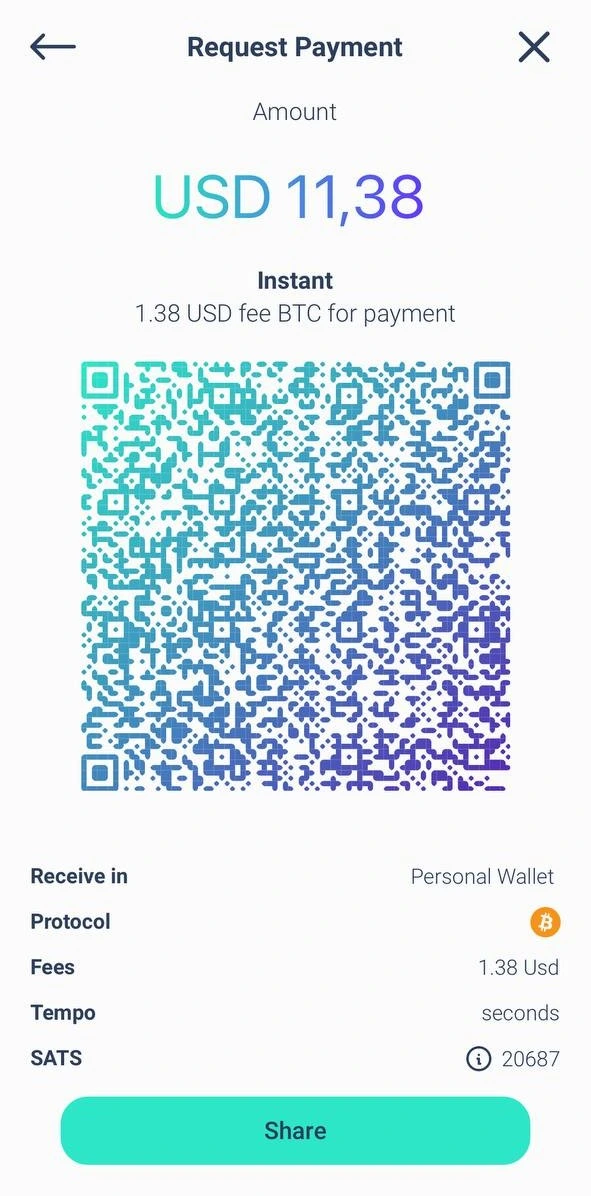 Request Payment
Amount
USD 11,38
Instant
1.38 USD fee BTC for payment
Receive in Personal Wallet
Protocol
Fees 1.38 Usd
Tempo seconds
SATS 20687
Share